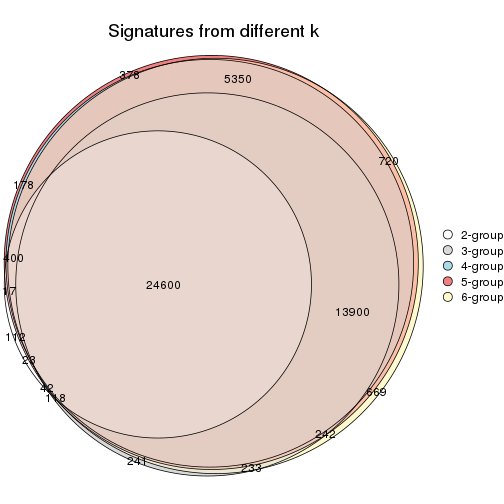 Signatures from different k
378
5350
720
178
400
24600
17
13900
112
23
42
118
669
242
241
233
2-group
3-group
4-group
5-group
6-group